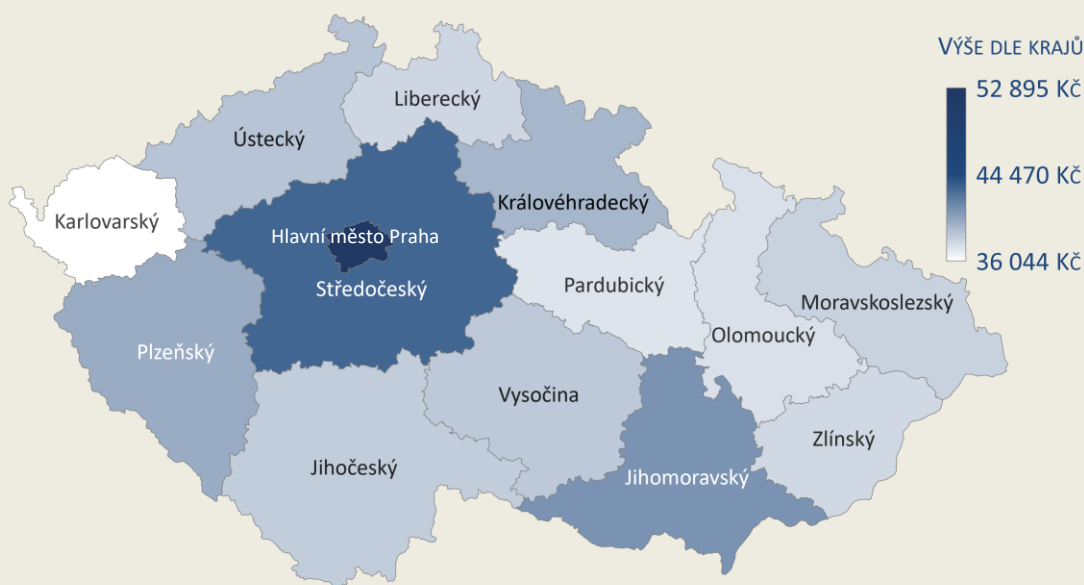 VÝŠE DLE KRAJŮ
52 895 Kč
44 470 Kč
36 044 Kč
Liberecký
Ústecký
Karlovarský
Královéhradecký
Hlavní město Praha
Středočeský
Pardubický
Moravskoslezský
Olomoucký
Plzeňský
Vysočina
Zlínský
Jihočeský
Jihomoravský